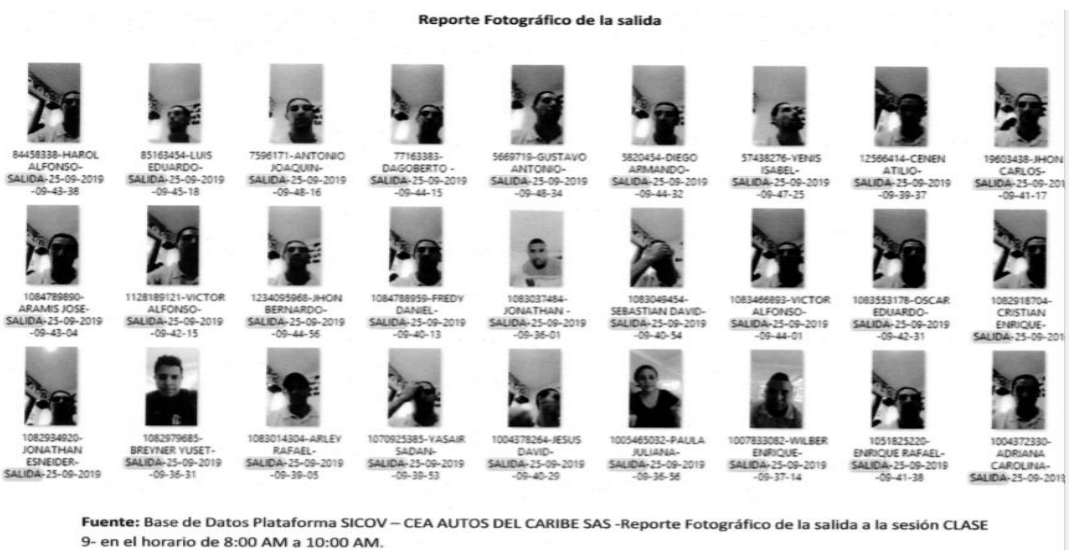 Reporte Fotográfico de la salida
84458338-HAROL
ALFONSO-
SALIDA-25-09-2019
-09-43-38
85163454-LUIS
EDUARDO-
SALIDA-25-09-2019
-09-45-18
7596171-ANTONIO
JOAQUIN-
SALIDA-25-09-2019
-09-48-16
77163383-
DAGOBERTO -
SALIDA-25-09-2019
-09-44-15
5669719-GUSTAVO
ANTONIO-
SALIDA-25-09-2019
-09-48-34
5820454-DIEGO
ARMANDO-
SALIDA-25-09-2019
-09-44-32
57438276-YENIS
ISABEL-
SALIDA-25-09-2019
-09-47-25
12566414-CENEN
ATILIO-
SALIDA-25-09-2019
-09-39-37
19603438-JHON
CARLOS-
SALIDA-25-09-201
-09-41-17
1084789890-
ARAMIS JOSE-
SALIDA-25-09-2019
-09-43-04
1128189121-VICTOR
ALFONSO-
SALIDA-25-09-2019
-09-42-15
1234095968-JHON
BERNARDO-
SALIDA-25-09-2019
-09-44-56
1084788959-FREDY
DANIEL-
SALIDA-25-09-2019
-09-40-13
1083037484-
JONATHAN -
SALIDA-25-09-2019
-09-36-01
1083049454-
SEBASTIAN DAVID-
SALIDA-25-09-2019
-09-40-54
1083466893-VICTOR
ALFONSO-
SALIDA-25-09-2019
-09-44-01
1083553178-OSCAR
EDUARDO-
SALIDA-25-09-2019
-09-42-31
1082918704-
CRISTIAN
ENRIQUE-
SALIDA-25-09-201
1082934920-
JONATHAN
ESNEIDER-
SALIDA-25-09-2019
1082979685-
BREYNER YUSET-
SALIDA-25-09-2019
-09-36-31
1083014304-ARLEY
RAFAEL-
SALIDA-25-09-2019
-09-39-05
1070925385-YASAIR
SADAN-
SALIDA-25-09-2019
-09-39-53
1004378264-JESUS
DAVID-
SALIDA-25-09-2019
-09-40-29
1005465032-PAULA
JULIANA-
SALIDA-25-09-2019
-09-36-56
1007833082-WILBER
ENRIQUE-
SALIDA-25-09-2019
-09-37-14
1051825220-
ENRIQUE RAFAEL-
SALIDA-25-09-2019
-09-41-38
1004372330-
ADRIANA
CAROLINA-
SALIDA-25-09-2019
Fuente: Base de Datos Plataforma SICOV – CEA AUTOS DEL CARIBE SAS -Reporte Fotográfico de la salida a la sesión CLASE
9- en el horario de 8:00 AM a 10:00 AM.